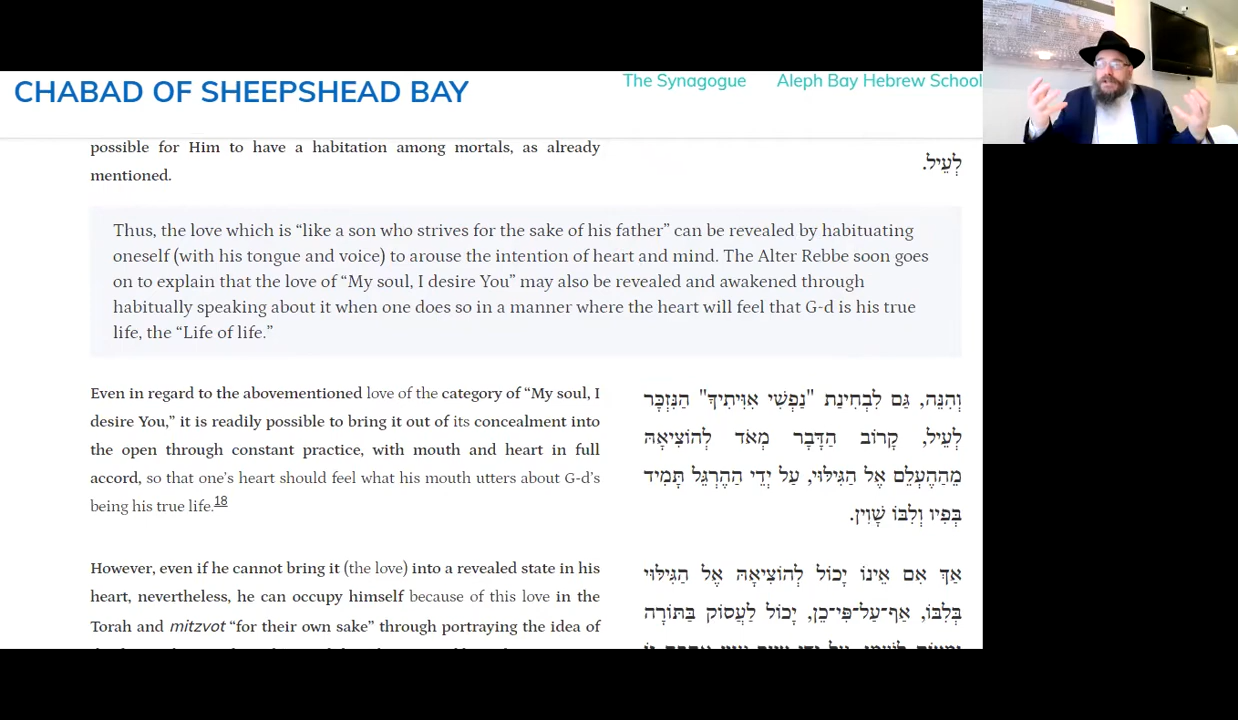 CHABAD OF SHEEPSHEAD BAY
The Synagogue
Aleph Bay Hebrew School
possible for Him to have a habitation among mortals, as already
mentioned.
לְעֵיל.
Thus, the love which is “like a son who strives for the sake of his father” can be revealed by habituating
oneself (with his tongue and voice) to arouse the intention of heart and mind. The Alter Rebbe soon goes
on to explain that the love of “My soul, I desire You” may also be revealed and awakened through
habitually speaking about it when one does so in a manner where the heart will feel that G-d is his true
life, the “Life of life.”
Even in regard to the abovementioned love of the category of “My soul, I
desire You,” it is readily possible to bring it out of its concealment into
the open through constant practice, with mouth and heart in full
accord, so that one’s heart should feel what his mouth utters about G-d’s
being his true life.18
וְהִנֵּה, גַּם לִבְחִינַת "נַפְשִׁי אִוִּיתִיךָ" הַנִּזְכָּר
לְעֵיל, קָרוֹב הַדָּבָר מְאֹד לְהוֹצִיאָהּ
מֵהַהֶעְלֵם אֶל הַגִּילּוּי, עַל יְדֵי הַהֶרְגֵּל תָּמִיד
בְּפִיו וְלִבּוֹ שָׁוִין.
However, even if he cannot bring it (the love) into a revealed state in his
heart, nevertheless, he can occupy himself because of this love in the
Torah and mitzvot “for their own sake” through portraying the idea of
אַךְ אִם אֵינוֹ יָכוֹל לְהוֹצִיאָהּ אֶל הַגִּילּוּי
בְּלִבּוֹ, אַף־עַל־פִּי־כֵן, יָכוֹל לַעֲסוֹק בַּתּוֹרָה